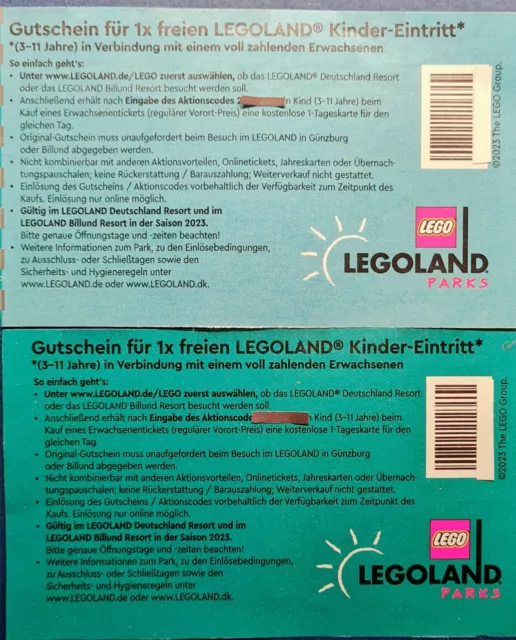 Gutschein für 1x freien LEGOLAND® Kinder-Eintritt*
*(3–11 Jahre) in Verbindung mit einem voll zahlenden Erwachsenen
So einfach geht's:
• Unter www.LEGOLAND.de/LEGO zuerst auswählen, ob das LEGOLAND® Deutschland Resort
oder das LEGOLAND Billund Resort besucht werden soll.
• Anschließend erhält nach Eingabe des Aktionscodes 2 n Kind (3–11 Jahre) beim
Kauf eines Erwachsenentickets (regulärer Vorort-Preis) eine kostenlose 1-Tageskarte für den
gleichen Tag.
• Original-Gutschein muss unaufgefordert beim Besuch im LEGOLAND in Günzburg
oder Billund abgegeben werden.
• Nicht kombinierbar mit anderen Aktionsvorteilen, Onlinetickets, Jahreskarten oder Übernach-
tungspauschalen; keine Rückerstattung / Barauszahlung; Weiterverkauf nicht gestattet.
• Einlösung des Gutscheins / Aktionscodes vorbehaltlich der Verfügbarkeit zum Zeitpunkt des
Kaufs. Einlösung nur online möglich.
• Gültig im LEGOLAND Deutschland Resort und im
LEGOLAND Billund Resort in der Saison 2023.
Bitte genaue Öffnungstage und -zeiten beachten!
• Weitere Informationen zum Park, zu den Einlösebedingungen,
zu Ausschluss- oder Schließtagen sowie den
Sicherheits- und Hygieneregeln unter
www.LEGOLAND.de oder www.LEGOLAND.dk.
©2023 The LEGO Group.
LEGO
LEGOLAND®
PARKS
Gutschein für 1x freien LEGOLAND® Kinder-Eintritt*
*(3–11 Jahre) in Verbindung mit einem voll zahlenden Erwachsenen
So einfach geht's:
• Unter www.LEGOLAND.de/LEGO zuerst auswählen, ob das LEGOLAND® Deutschland Resort
oder das LEGOLAND Billund Resort besucht werden soll.
• Anschließend erhält nach Eingabe des Aktionscode Kind (3–11 Jahre) beim
Kauf eines Erwachsenentickets (regulärer Vorort-Preis) eine kostenlose 1-Tageskarte für den
gleichen Tag.
• Original-Gutschein muss unaufgefordert beim Besuch im LEGOLAND in Günzburg
oder Billund abgegeben werden.
• Nicht kombinierbar mit anderen Aktionsvorteilen, Onlinetickets, Jahreskarten oder Übernach-
tungspauschalen; keine Rückerstattung / Barauszahlung; Weiterverkauf nicht gestattet.
• Einlösung des Gutscheins / Aktionscodes vorbehaltlich der Verfügbarkeit zum Zeitpunkt des
Kaufs. Einlösung nur online möglich.
• Gültig im LEGOLAND Deutschland Resort und im
LEGOLAND Billund Resort in der Saison 2023.
Bitte genaue Öffnungstage und -zeiten beachten!
• Weitere Informationen zum Park, zu den Einlösebedingungen,
zu Ausschluss- oder Schließtagen sowie den
Sicherheits- und Hygieneregeln unter
www.LEGOLAND.de oder www.LEGOLAND.dk.
©2023 The LEGO Group.
LEGO
LEGOLAND®
PARKS